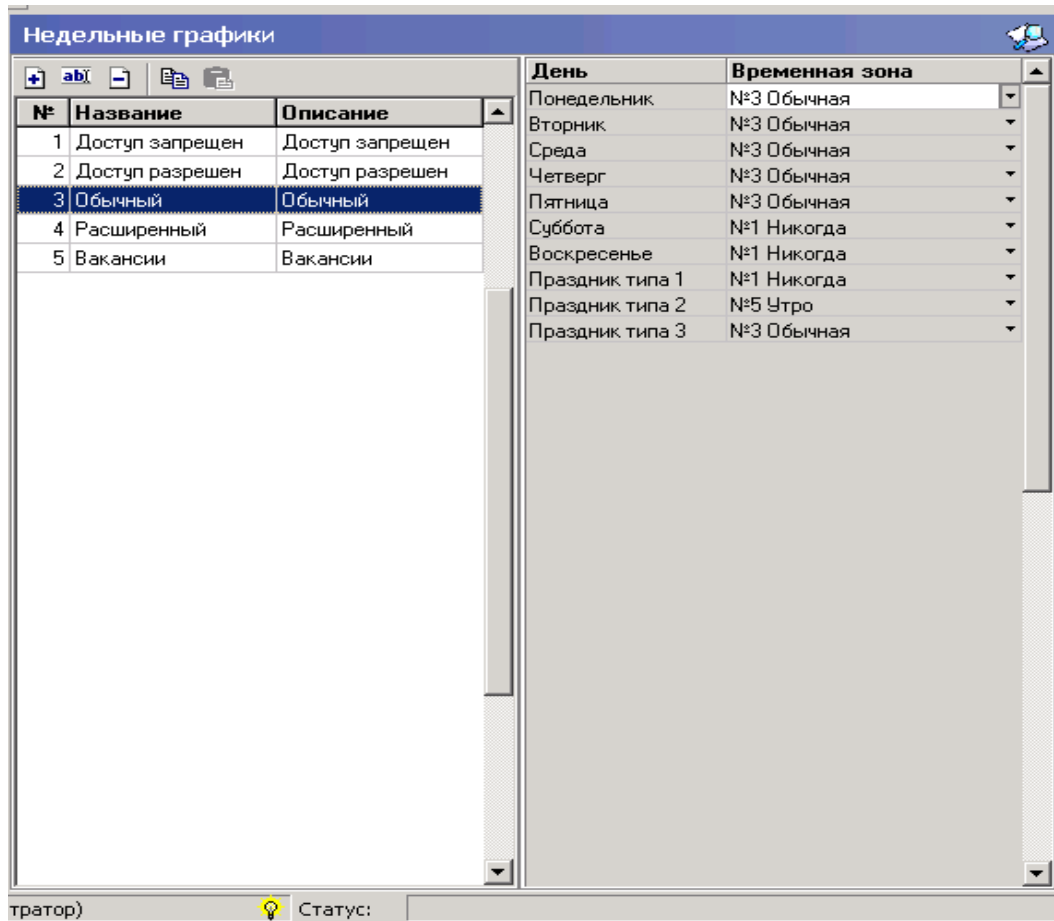 Недельные графики
abI
№ Название Описание
1 Доступ запрещен Доступ запрещен
2 Доступ разрешен Доступ разрешен
3 Обычный Обычный
4 Расширенный Расширенный
5 Вакансии Вакансии
День Временная зона
Понедельник №3 Обычная
Вторник №3 Обычная
Среда №3 Обычная
Четверг №3 Обычная
Пятница №3 Обычная
Суббота №1 Никогда
Воскресенье №1 Никогда
Праздник типа 1 №1 Никогда
Праздник типа 2 №5 Утро
Праздник типа 3 №3 Обычная
тратор) Статус: